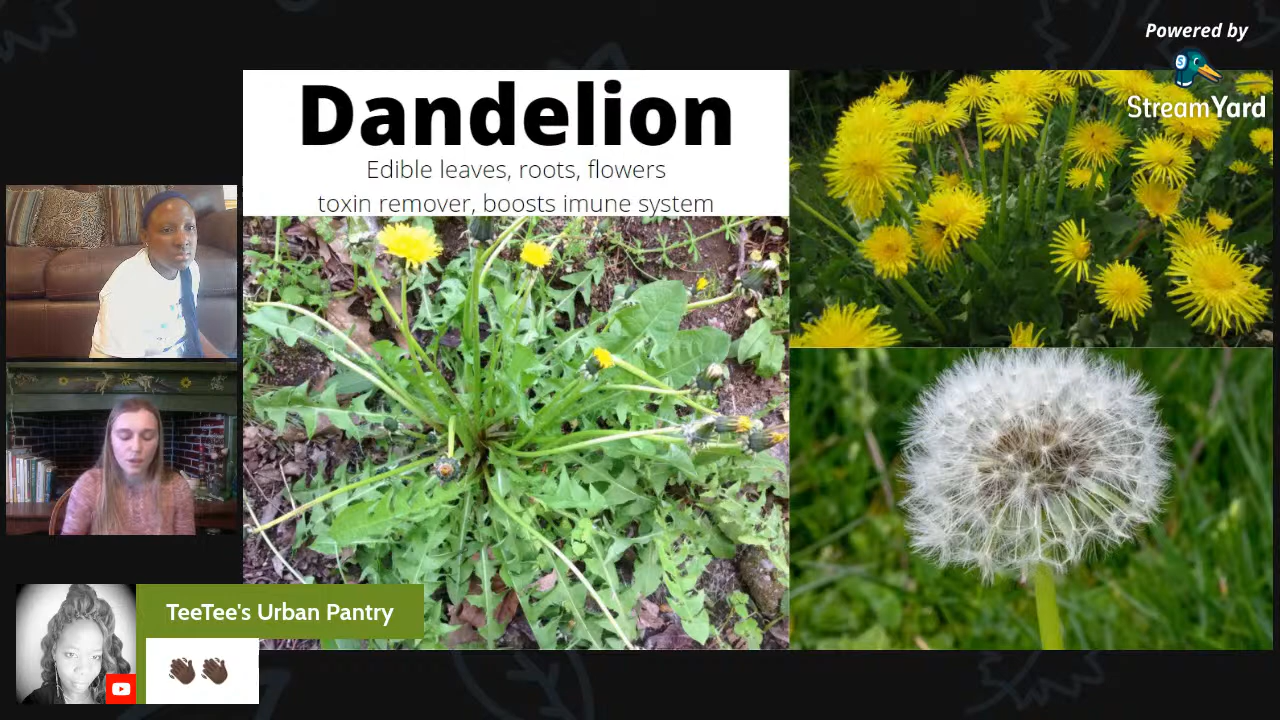 Powered by
StreamYard
Dandelion
Edible leaves, roots, flowers
toxin remover, boosts imune system
TeeTee's Urban Pantry
👋🏿👋🏿